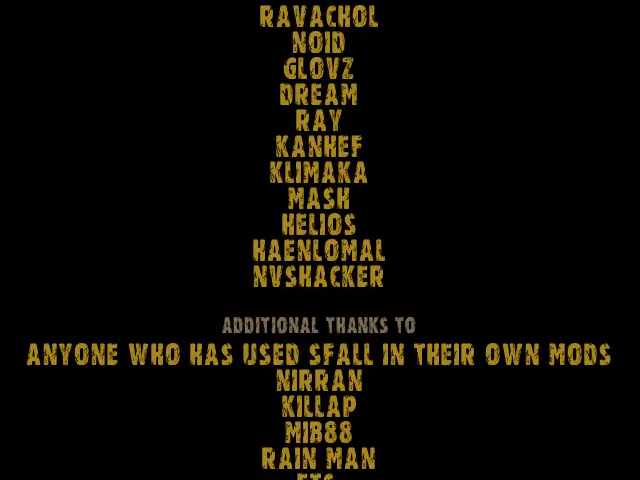 RAVACHOL
NOID
GLOVZ
DREAM
RAY
KANHEF
KLIMAKA
MASH
HELIOS
HAENLOMAL
NVSHACKER
ADDITIONAL THANKS TO
ANYONE WHO HAS USED SFALL IN THEIR OWN MODS
NIRRAN
KILLAP
MIB88
RAIN MAN